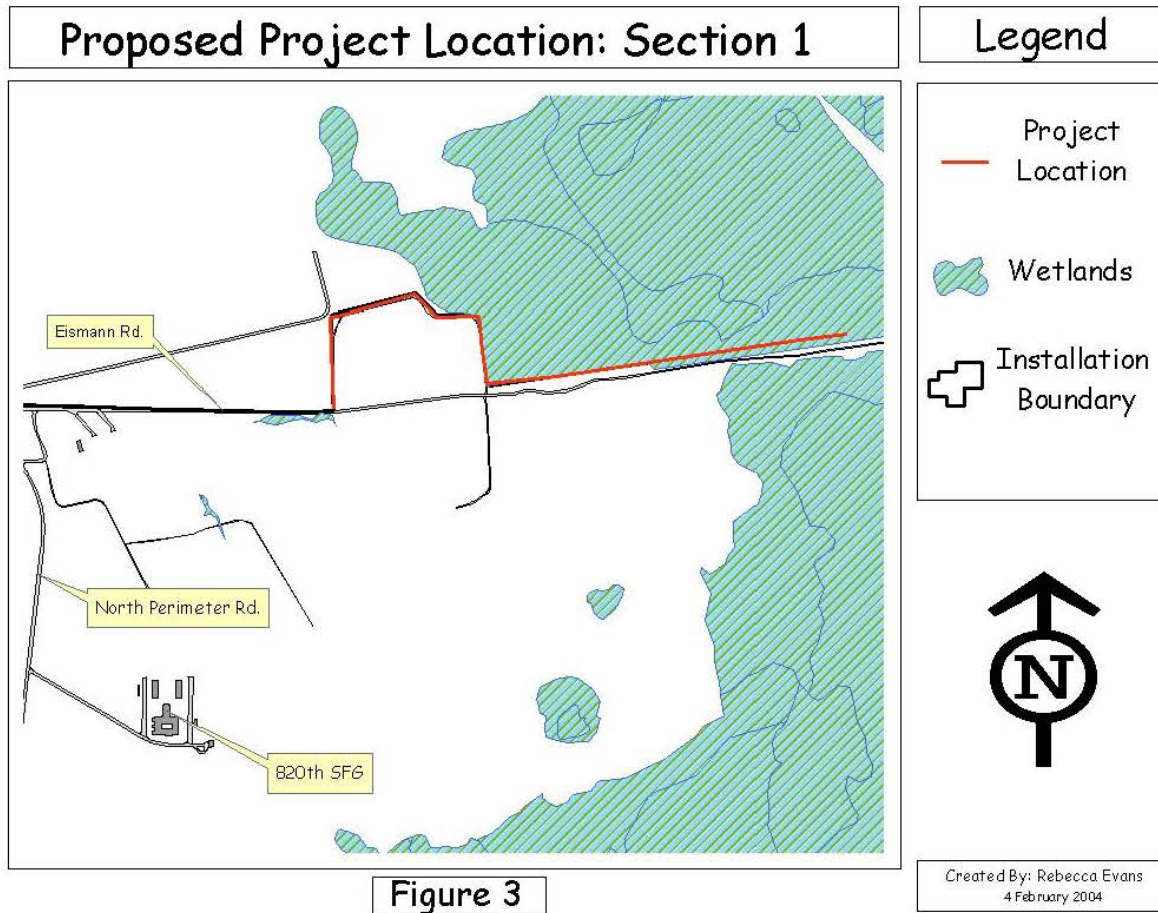 Proposed Project Location: Section 1
Legend
Project
Location
Wetlands
Installation
Boundary
Eismann Rd.
North Perimeter Rd.
820th SFG
N
Figure 3
Created By: Rebecca Evans
4 February 2004